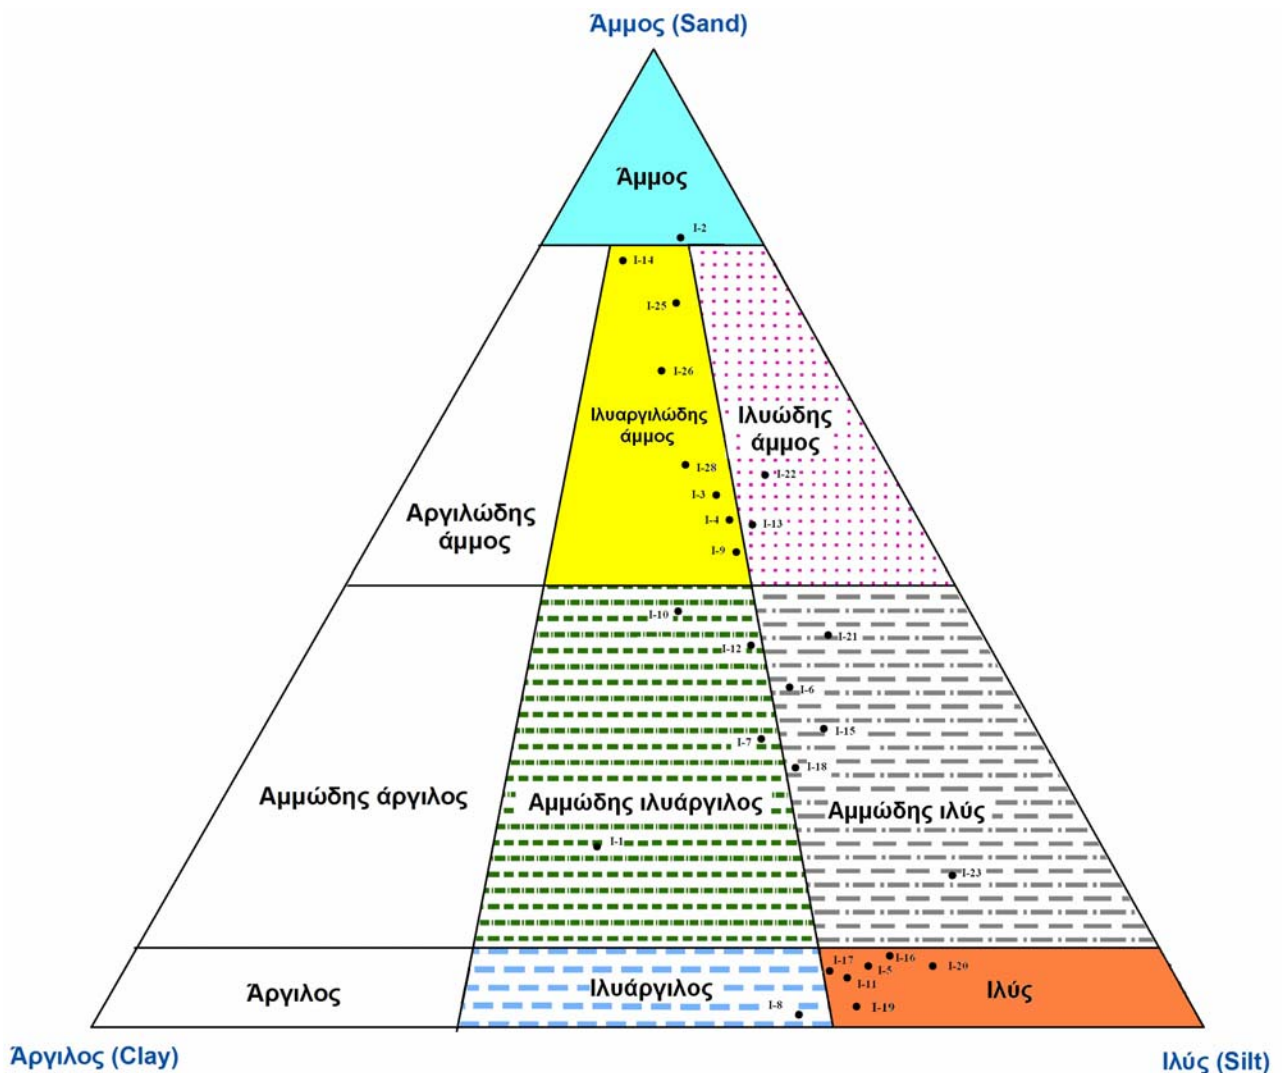 Άμμος (Sand)
Άμμος
I-2
I-14
I-25
I-26
Ιλυαργιλώδης
άμμος
Ιλυώδης
άμμος
I-28
I-22
I-3
Αργιλώδης
άμμος
I-4
I-13
I-9
I-10
I-12
I-21
I-6
I-15
I-7
I-18
Αμμώδης άργιλος
Αμμώδης ιλυάργιλος
Αμμώδης ιλύς
I-1
I-23
I-17
I-16
I-5
I-20
I-11
Άργιλος
Ιλυάργιλος
Ιλύς
I-8
I-19
Άργιλος (Clay)
Ιλύς (Silt)